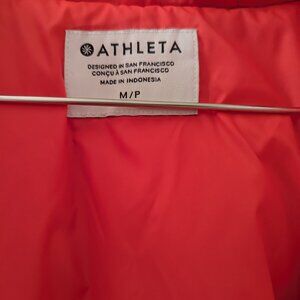 ATHLETA
DESIGNED IN SAN FRANCISCO
CONÇU À SAN FRANCISCO
MADE IN INDONESIA
M/P